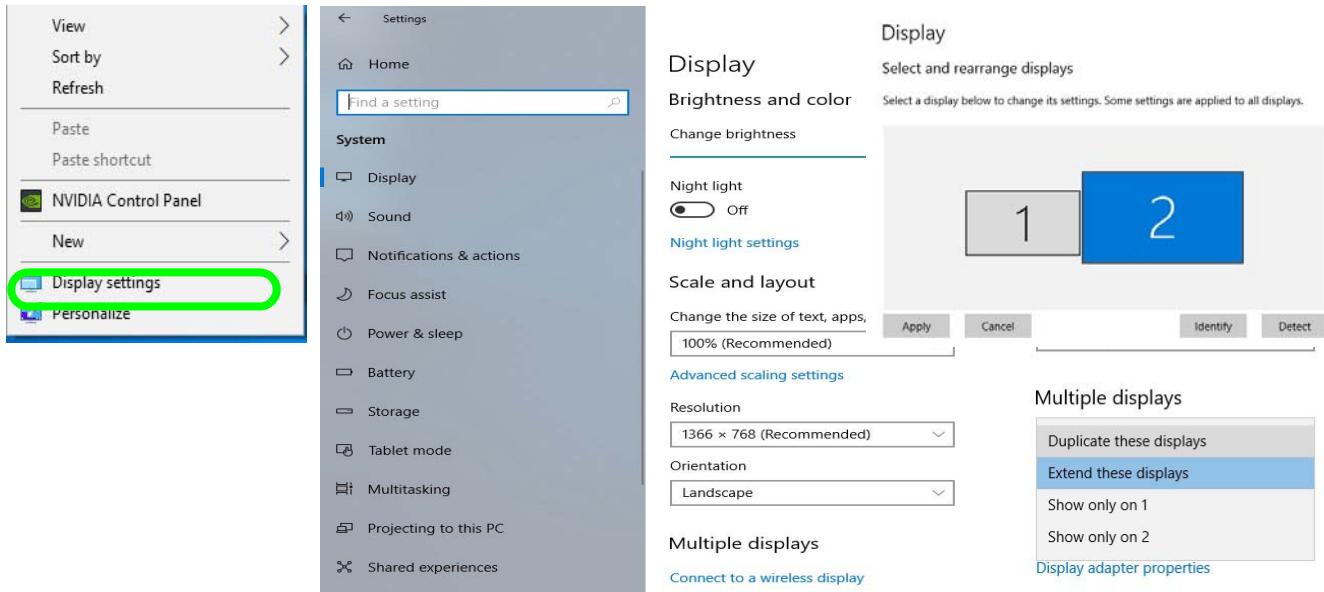 View
Sort by
Refresh
Paste
Paste shortcut
NVIDIA Control Panel
New
Display settings
Personalize
Settings
Home
Find a setting
System
Display
Sound
Notifications & actions
Focus assist
Power & sleep
Battery
Storage
Tablet mode
Multitasking
Projecting to this PC
Shared experiences
Display
Brightness and color
Change brightness
Night light
Off
Night light settings
Scale and layout
Change the size of text, apps,
100% (Recommended)
Advanced scaling settings
Resolution
1366 × 768 (Recommended)
Orientation
Landscape
Multiple displays
Connect to a wireless display
Display
Select and rearrange displays
Select a display below to change its settings. Some settings are applied to all displays.
1 2
Apply Cancel Identify Detect
Multiple displays
Duplicate these displays
Extend these displays
Show only on 1
Show only on 2
Display adapter properties